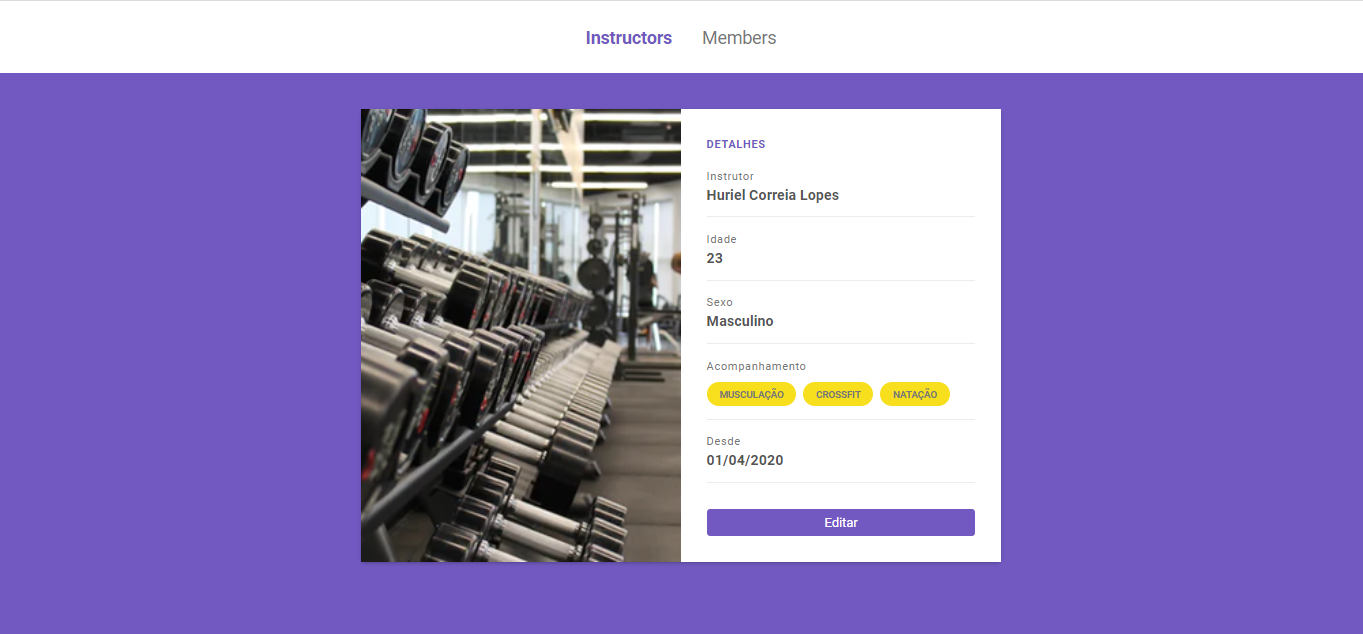 Instructors Members
DETALHES
Instrutor
Huriel Correia Lopes
Idade
23
Sexo
Masculino
Acompanhamento
MUSCULAÇÃO CROSSFIT NATAÇÃO
Desde
01/04/2020
Editar